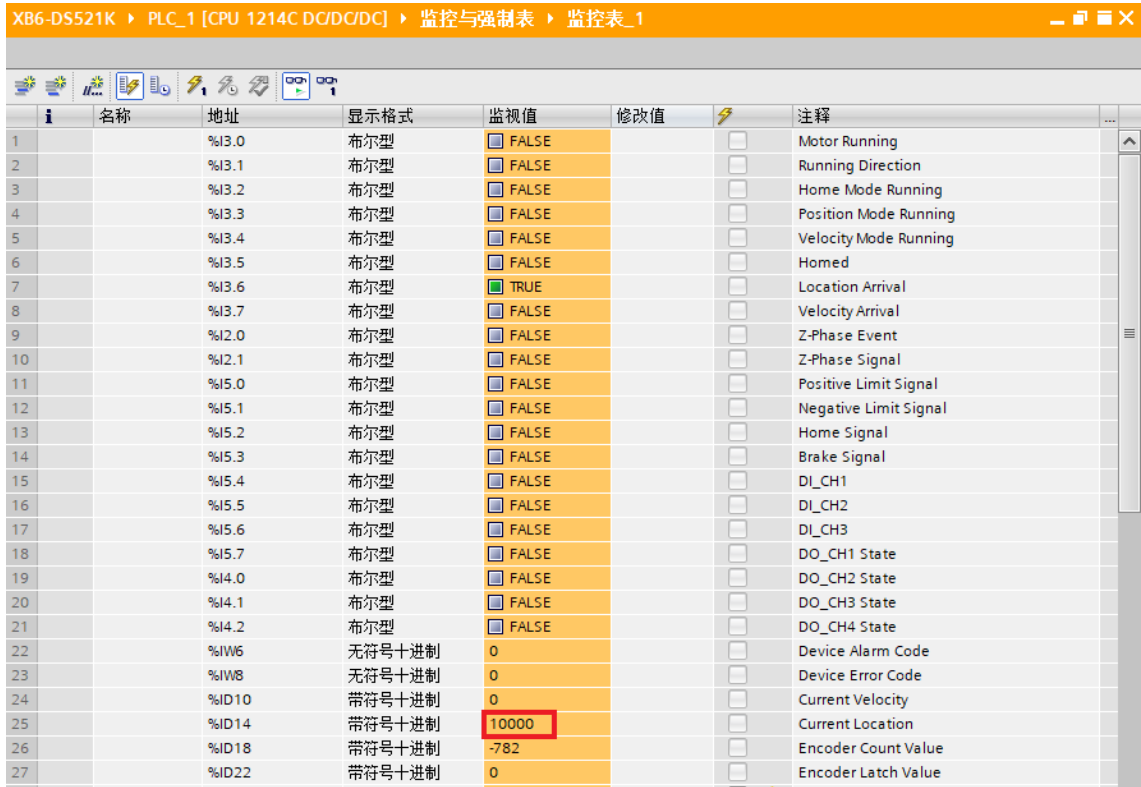 XB6-DS521K ▸ PLC_1 [CPU 1214C DC/DC/DC] ▸ 监控与强制表 ▸ 监控表_1
i 名称 地址 显示格式 监视值 修改值 注释 ...
1 %I3.0 布尔型 FALSE Motor Running
2 %I3.1 布尔型 FALSE Running Direction
3 %I3.2 布尔型 FALSE Home Mode Running
4 %I3.3 布尔型 FALSE Position Mode Running
5 %I3.4 布尔型 FALSE Velocity Mode Running
6 %I3.5 布尔型 FALSE Homed
7 %I3.6 布尔型 TRUE Location Arrival
8 %I3.7 布尔型 FALSE Velocity Arrival
9 %I2.0 布尔型 FALSE Z-Phase Event
10 %I2.1 布尔型 FALSE Z-Phase Signal
11 %I5.0 布尔型 FALSE Positive Limit Signal
12 %I5.1 布尔型 FALSE Negative Limit Signal
13 %I5.2 布尔型 FALSE Home Signal
14 %I5.3 布尔型 FALSE Brake Signal
15 %I5.4 布尔型 FALSE DI_CH1
16 %I5.5 布尔型 FALSE DI_CH2
17 %I5.6 布尔型 FALSE DI_CH3
18 %I5.7 布尔型 FALSE DO_CH1 State
19 %I4.0 布尔型 FALSE DO_CH2 State
20 %I4.1 布尔型 FALSE DO_CH3 State
21 %I4.2 布尔型 FALSE DO_CH4 State
22 %IW6 无符号十进制 0 Device Alarm Code
23 %IW8 无符号十进制 0 Device Error Code
24 %ID10 带符号十进制 0 Current Velocity
25 %ID14 带符号十进制 10000 Current Location
26 %ID18 带符号十进制 -782 Encoder Count Value
27 %ID22 带符号十进制 0 Encoder Latch Value